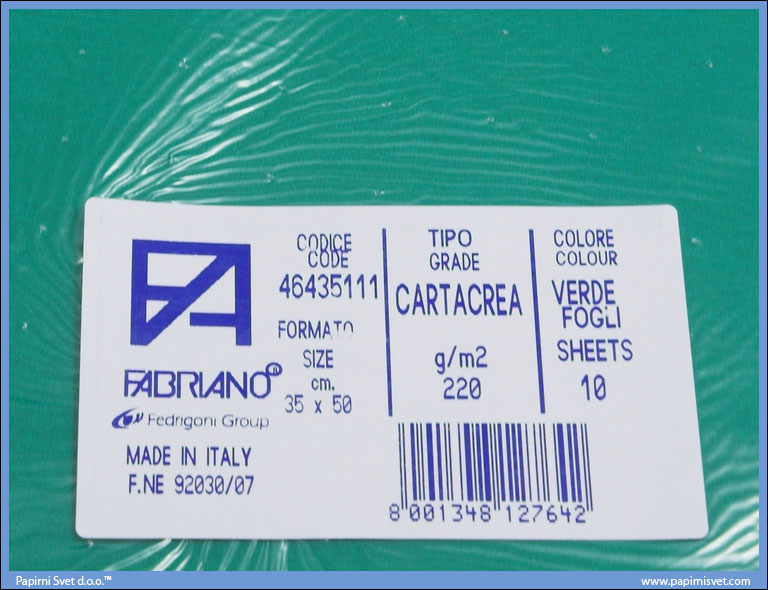 FABRIANO®
Fedrigoni Group
MADE IN ITALY
F.NE 92030/07
CODICE
CODE
46435111
FORMATO
SIZE
cm.
35 x 50
TIPO
GRADE
CARTACREA
g/m2
220
COLORE
COLOUR
VERDE
FOGLI
SHEETS
10
8 001348 127642
Papirni Svet d.o.o.™
www.papirnisvet.com